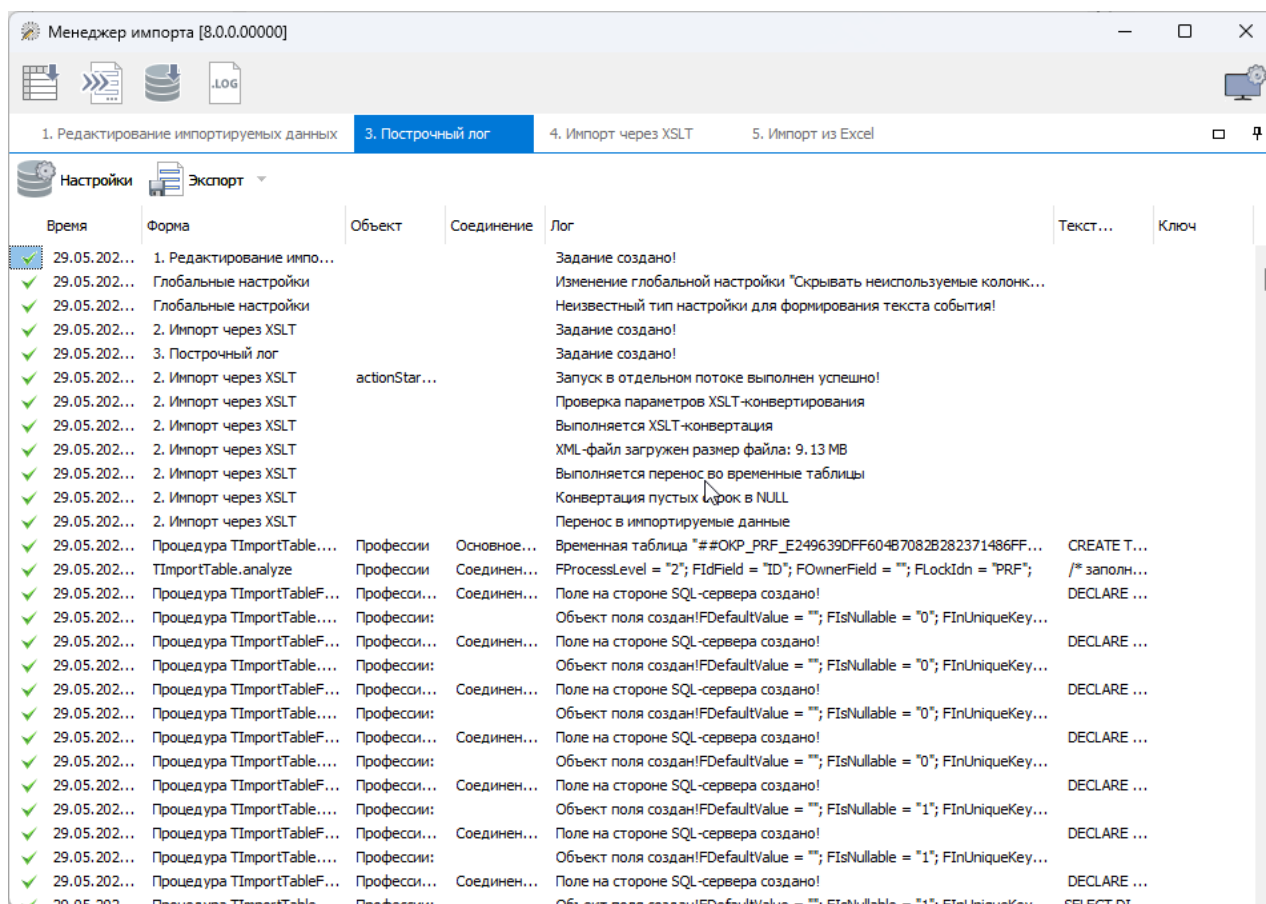 Менеджер импорта [8.0.0.00000]
.LOG
1. Редактирование импортируемых данных 3. Построчный лог 4. Импорт через XSLT 5. Импорт из Excel
Настройки Экспорт
Время Форма Объект Соединение Лог Текст... Ключ
29.05.202... 1. Редактирование импо... Задание создано!
29.05.202... Глобальные настройки Изменение глобальной настройки "Скрывать неиспользуемые колонк...
29.05.202... Глобальные настройки Неизвестный тип настройки для формирования текста события!
29.05.202... 2. Импорт через XSLT Задание создано!
29.05.202... 3. Построчный лог Задание создано!
29.05.202... 2. Импорт через XSLT actionStar... Запуск в отдельном потоке выполнен успешно!
29.05.202... 2. Импорт через XSLT Проверка параметров XSLT-конвертирования
29.05.202... 2. Импорт через XSLT Выполняется XSLT-конвертация
29.05.202... 2. Импорт через XSLT XML-файл загружен размер файла: 9.13 MB
29.05.202... 2. Импорт через XSLT Выполняется перенос во временные таблицы
29.05.202... 2. Импорт через XSLT Конвертация пустых строк в NULL
29.05.202... 2. Импорт через XSLT Перенос в импортируемые данные
29.05.202... Процедура TImportTable.... Профессии Основное... Временная таблица "##OKP_PRF_E249639DFF604B7082B282371486FF... CREATE T...
29.05.202... TImportTable.analyze Профессии Соединен... FProcessLevel = "2"; FIdField = "ID"; FOwnerField = ""; FLockIdn = "PRF"; /* заполн...
29.05.202... Процедура TImportTableF... Професси... Соединен... Поле на стороне SQL-сервера создано! DECLARE ...
29.05.202... Процедура TImportTable.... Профессии: Объект поля создан!FDefaultValue = ""; FIsNullable = "0"; FInUniqueKey...
29.05.202... Процедура TImportTableF... Професси... Соединен... Поле на стороне SQL-сервера создано! DECLARE ...
29.05.202... Процедура TImportTable.... Профессии: Объект поля создан!FDefaultValue = ""; FIsNullable = "0"; FInUniqueKey...
29.05.202... Процедура TImportTableF... Професси... Соединен... Поле на стороне SQL-сервера создано! DECLARE ...
29.05.202... Процедура TImportTable.... Профессии: Объект поля создан!FDefaultValue = ""; FIsNullable = "0"; FInUniqueKey...
29.05.202... Процедура TImportTableF... Професси... Соединен... Поле на стороне SQL-сервера создано! DECLARE ...
29.05.202... Процедура TImportTable.... Профессии: Объект поля создан!FDefaultValue = ""; FIsNullable = "0"; FInUniqueKey...
29.05.202... Процедура TImportTableF... Професси... Соединен... Поле на стороне SQL-сервера создано! DECLARE ...
29.05.202... Процедура TImportTable.... Профессии: Объект поля создан!FDefaultValue = ""; FIsNullable = "1"; FInUniqueKey...
29.05.202... Процедура TImportTableF... Професси... Соединен... Поле на стороне SQL-сервера создано! DECLARE ...
29.05.202... Процедура TImportTable.... Профессии: Объект поля создан!FDefaultValue = ""; FIsNullable = "1"; FInUniqueKey...
29.05.202... Процедура TImportTableF... Професси... Соединен... Поле на стороне SQL-сервера создано! DECLARE ...